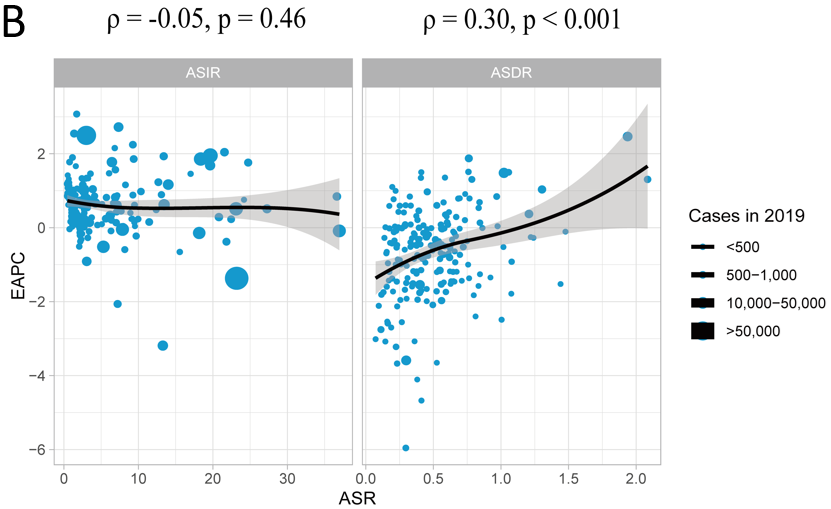 B
ρ = -0.05, p = 0.46
ρ = 0.30, p < 0.001
ASIR
ASDR
EAPC
2
0
−2
−4
−6
0
10
20
30
0.0
0.5
1.0
1.5
2.0
ASR
Cases in 2019
<500
500−1,000
10,000−50,000
>50,000